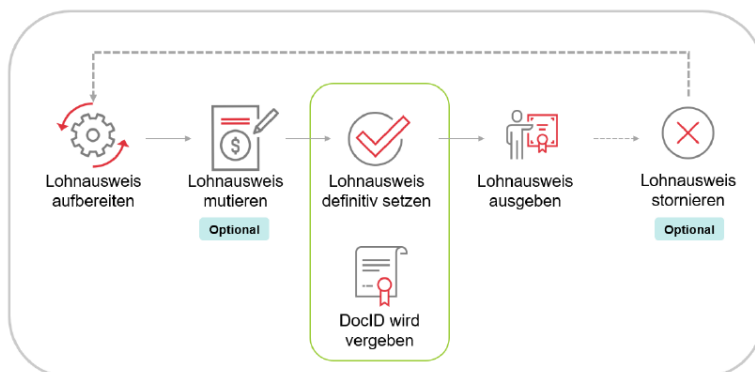 Lohnausweis
aufbereiten
Lohnausweis
mutieren
Optional
Lohnausweis
definitiv setzen
DocID wird
vergeben
Lohnausweis
ausgeben
Lohnausweis
stornieren
Optional
$